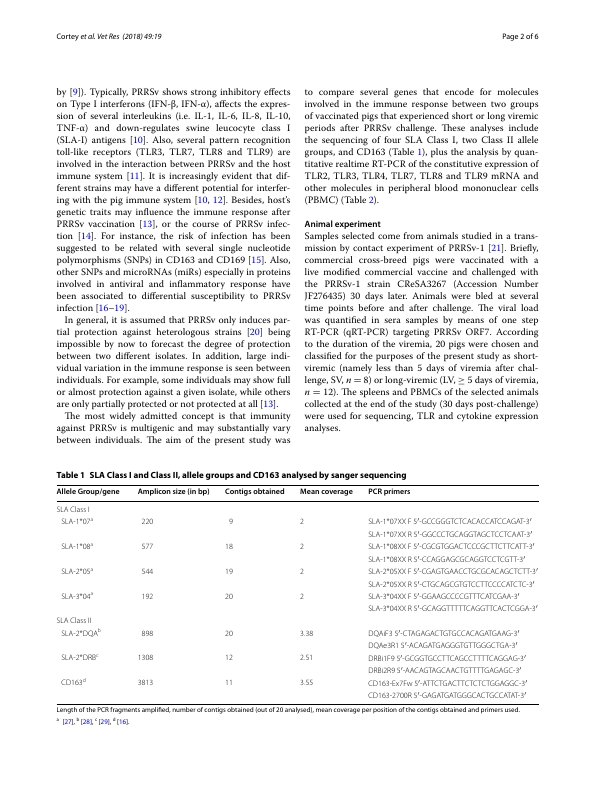 Cortey et al. Vet Res (2018) 49:19
Page 2 of 6
by [9]). Typically, PRRSv shows strong inhibitory effects
on Type I interferons (IFN-β, IFN-α), affects the expres-
sion of several interleukins (i.e. IL-1, IL-6, IL-8, IL-10,
TNF-α) and down-regulates swine leucocyte class I
(SLA-I) antigens [10]. Also, several pattern recognition
toll-like receptors (TLR3, TLR7, TLR8 and TLR9) are
involved in the interaction between PRRSv and the host
immune system [11]. It is increasingly evident that dif-
ferent strains may have a different potential for interfer-
ing with the pig immune system [10, 12]. Besides, host's
genetic traits may influence the immune response after
PRRSv vaccination [13], or the course of PRRSv infec-
tion [14]. For instance, the risk of infection has been
suggested to be related with several single nucleotide
polymorphisms (SNPs) in CD163 and CD169 [15]. Also,
other SNPs and microRNAs (miRs) especially in proteins
involved in antiviral and inflammatory response have
been associated to differential susceptibility to PRRSv
infection [16–19].
In general, it is assumed that PRRSv only induces par-
tial protection against heterologous strains [20] being
impossible by now to forecast the degree of protection
between two different isolates. In addition, large indi-
vidual variation in the immune response is seen between
individuals. For example, some individuals may show full
or almost protection against a given isolate, while others
are only partially protected or not protected at all [13].
The most widely admitted concept is that immunity
against PRRSv is multigenic and may substantially vary
between individuals. The aim of the present study was
to compare several genes that encode for molecules
involved in the immune response between two groups
of vaccinated pigs that experienced short or long viremic
periods after PRRSv challenge. These analyses include
the sequencing of four SLA Class I, two Class II allele
groups, and CD163 (Table 1), plus the analysis by quan-
titative realtime RT-PCR of the constitutive expression of
TLR2, TLR3, TLR4, TLR7, TLR8 and TLR9 mRNA and
other molecules in peripheral blood mononuclear cells
(PBMC) (Table 2).
Animal experiment
Samples selected come from animals studied in a trans-
mission by contact experiment of PRRSv-1 [21]. Briefly,
commercial cross-breed pigs were vaccinated with a
live modified commercial vaccine and challenged with
the PRRSv-1 strain CReSA3267 (Accession Number
JF276435) 30 days later. Animals were bled at several
time points before and after challenge. The viral load
was quantified in sera samples by means of one step
RT-PCR (qRT-PCR) targeting PRRSv ORF7. According
to the duration of the viremia, 20 pigs were chosen and
classified for the purposes of the present study as short-
viremic (namely less than 5 days of viremia after chal-
lenge, SV, n = 8) or long-viremic (LV, ≥ 5 days of viremia,
n = 12). The spleens and PBMCs of the selected animals
collected at the end of the study (30 days post-challenge)
were used for sequencing, TLR and cytokine expression
analyses.
Table 1 SLA Class I and Class II, allele groups and CD163 analysed by sanger sequencing
Allele Group/gene Amplicon size (in bp) Contigs obtained Mean coverage PCR primers
SLA Class I
SLA-1*07a 220 9 2 SLA-1*07XX F 5′-GCCGGGTCTCACACCATCCAGAT-3′
SLA-1*07XX R 5′-GGCCCTGCAGGTAGCTCCTCAAT-3′
SLA-1*08a 577 18 2 SLA-1*08XX F 5′-CGCGTGGACTCCCGCTTCTTCATT-3′
SLA-1*08XX R 5′-CCAGGAGCGCAGGTCCTCGTT-3′
SLA-2*05a 544 19 2 SLA-2*05XX F 5′-CGAGTGAACCTGCGCACAGCTCTT-3′
SLA-2*05XX R 5′-CTGCAGCGTGTCCTTCCCCATCTC-3′
SLA-3*04a 192 20 2 SLA-3*04XX F 5′-GGAAGCCCCGTTTCATCGAA-3′
SLA-3*04XX R 5′-GCAGGTTTTTCAGGTTCACTCGGA-3′
SLA Class II
SLA-2*DQAb 898 20 3.38 DQAiF3 5′-CTAGAGACTGTGCCACAGATGAAG-3′
DQAe3R1 5′-ACAGATGAGGGTGTTGGGCTGA-3′
SLA-2*DRBc 1308 12 2.51 DRBi1F9 5′-GCGGTGCCTTCAGCCTTTTCAGGAG-3′
DRBi2R9 5′-AACAGTAGCAACTGTTTTGAGAGC-3′
CD163d 3813 11 3.55 CD163-Ex7Fw 5′-ATTCTGACTTCTCTCTGGAGGC-3′
CD163-2700R 5′-GAGATGATGGGCACTGCCATAT-3′
Length of the PCR fragments amplified, number of contigs obtained (out of 20 analysed), mean coverage per position of the contigs obtained and primers used.
a [27], b [28], c [29], d [16].